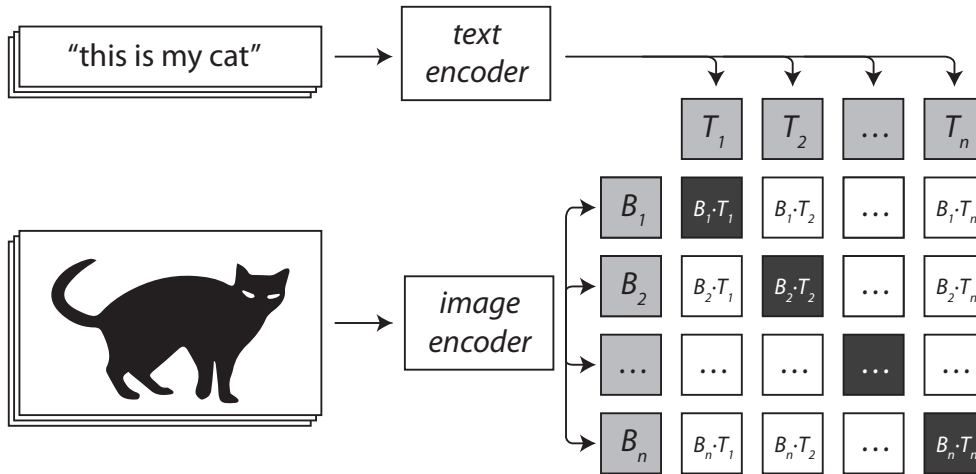 “this is my cat”
text
encoder
T1 T2 ... Tn
B1 B1·T1 B1·T2 ... B1·Tn
B2 B2·T1 B2·T2 ... B2·Tn
image
encoder
... ... ... ... ...
Bn Bn·T1 Bn·T2 ... Bn·Tn